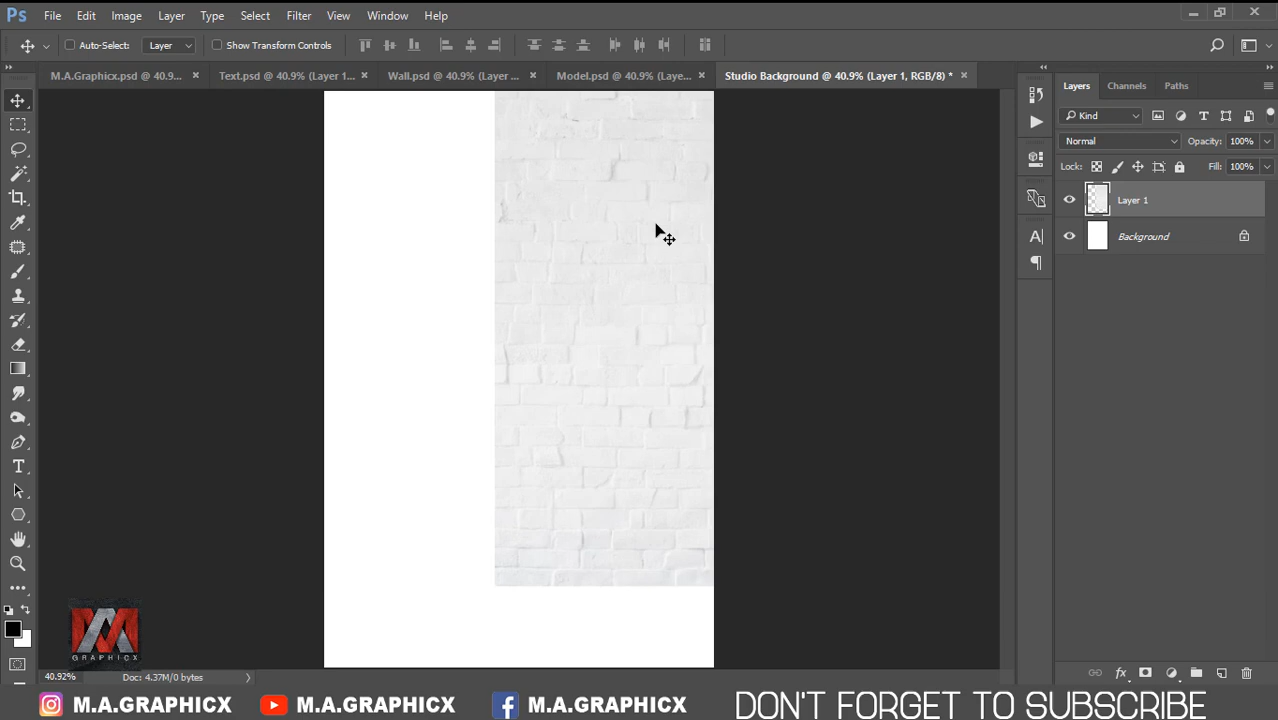 Ps File Edit Image Layer Type Select Filter View Window Help
Auto-Select: Layer Show Transform Controls
M.A.Graphicx.psd @ 40.9... × Text.psd @ 40.9% (Layer 1... × Wall.psd @ 40.9% (Layer ... × Model.psd @ 40.9% (Laye... × Studio Background @ 40.9% (Layer 1, RGB/8) * ×
Layers Channels Paths
Kind
Normal Opacity: 100%
Lock: Fill: 100%
Layer 1
Background
MA
GRAPHICX
40.92% Doc: 4.37M/0 bytes
M.A.GRAPHICX M.A.GRAPHICX M.A.GRAPHICX DON'T FORGET TO SUBSCRIBE